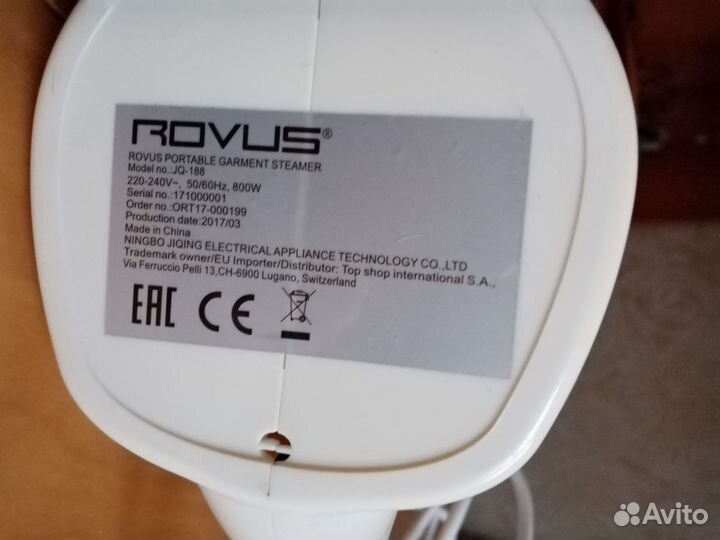 ROVUS®
ROVUS PORTABLE GARMENT STEAMER
Model no.:JQ-188
220-240V~, 50/60Hz, 800W
Serial no.:171000001
Order no.:ORT17-000199
Production date:2017/03
Made in China
NINGBO JIQING ELECTRICAL APPLIANCE TECHNOLOGY CO.,LTD
Trademark owner/EU Importer/Distributor: Top shop international S.A.,
Via Ferruccio Pelli 13,CH-6900 Lugano, Switzerland
EAC CE
Avito